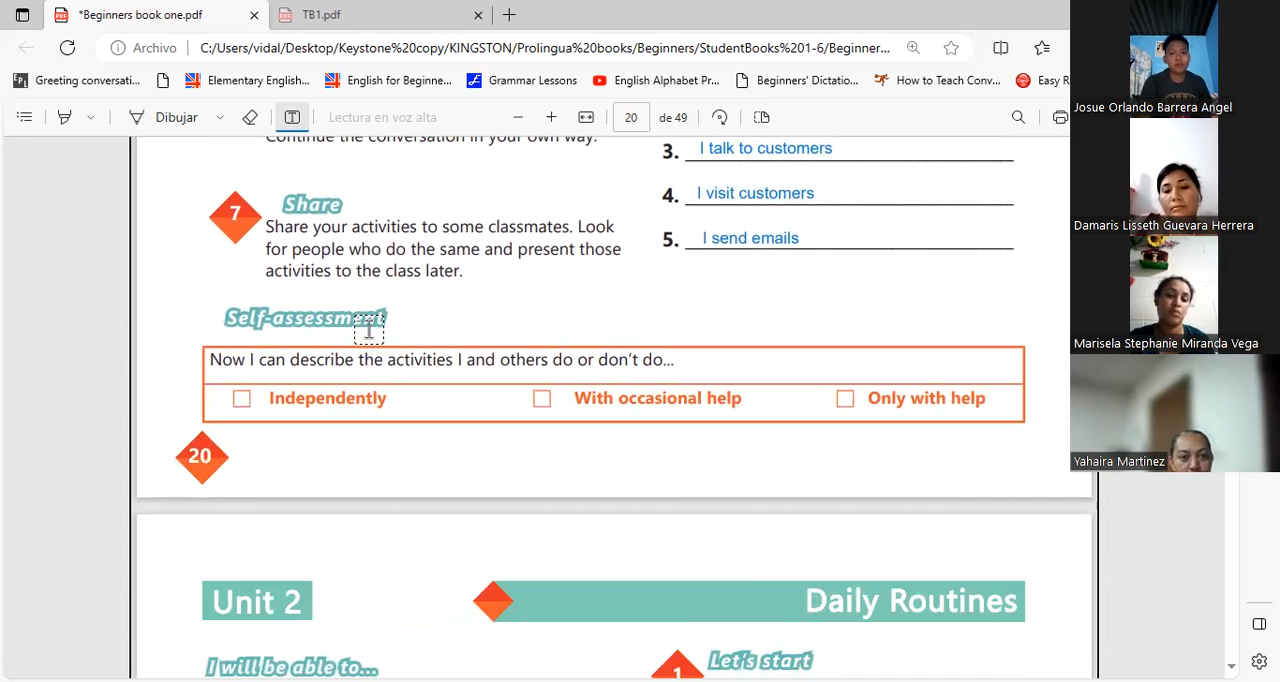 *Beginners book one.pdf
TB1.pdf
Archivo
C:/Users/vidal/Desktop/Keystone%20copy/KINGSTON/Prolingua%20books/Beginners/StudentBooks%201-6/Beginner...
Greeting conversati...
Elementary English...
English for Beginne...
Grammar Lessons
English Alphabet Pr...
Beginners' Dictatio...
How to Teach Conv...
Easy R
Dibujar
Lectura en voz alta
20
de 49
Continue the conversation in your own way.
3. I talk to customers
7
Share
4. I visit customers
Share your activities to some classmates. Look
for people who do the same and present those
activities to the class later.
5. I send emails
Self-assessment
Now I can describe the activities I and others do or don't do...
Independently
With occasional help
Only with help
20
Unit 2
Daily Routines
I will be able to...
1
Let's start
Josue Orlando Barrera Angel
Damaris Lisseth Guevara Herrera
Marisela Stephanie Miranda Vega
Yahaira Martinez